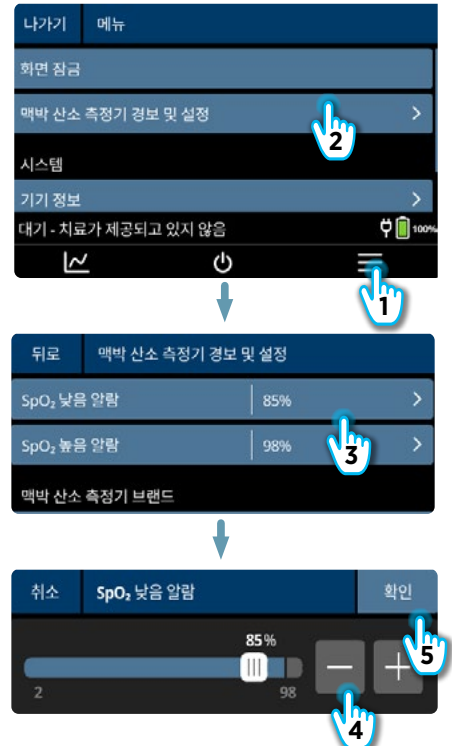 나가기 메뉴
화면 잠금
맥박 산소 측정기 경보 및 설정
2
시스템
기기 정보
대기 - 치료가 제공되고 있지 않음 100%
1
뒤로 맥박 산소 측정기 경보 및 설정
SpO₂ 낮음 알람 85%
SpO₂ 높음 알람 98%
3
맥박 산소 측정기 브랜드
취소 SpO₂ 낮음 알람 확인
5
85%
2 98
4